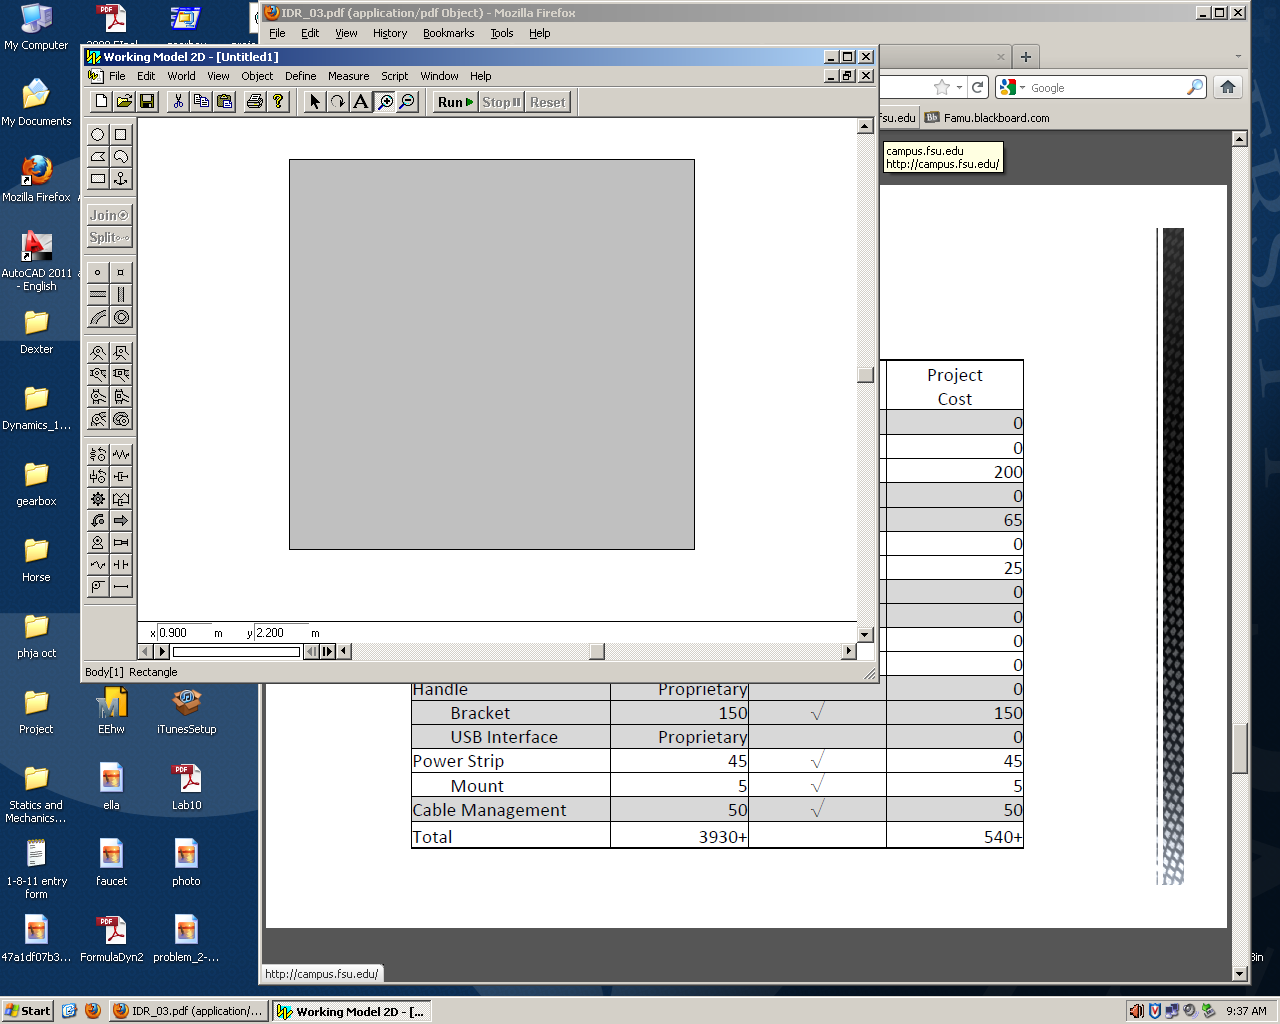 My Computer
My Documents
Mozilla Firefox
AutoCAD 2011
- English
Dexter
Dynamics_1...
gearbox
Horse
phja oct
Project
EEhw
iTunesSetup
Statics and
Mechanics...
ella
Lab10
1-8-11 entry
form
faucet
photo
47a1df07b3...
FormulaDyn2
problem_2-...
IDR_03.pdf (application/pdf Object) - Mozilla Firefox
File Edit View History Bookmarks Tools Help
Google
fsu.edu
Famu.blackboard.com
campus.fsu.edu
http://campus.fsu.edu/
Working Model 2D - [Untitled1]
File Edit World View Object Define Measure Script Window Help
Run Stop Reset
Join
Split
x 0.900 m y 2.200 m
Body[1] Rectangle
Project
Cost
0
0
200
0
65
0
25
0
0
0
0
Handle Proprietary 0
Bracket 150 √ 150
USB Interface Proprietary 0
Power Strip 45 √ 45
Mount 5 √ 5
Cable Management 50 √ 50
Total 3930+ 540+
http://campus.fsu.edu/
Start
IDR_03.pdf (application/...
Working Model 2D - [...
9:37 AM